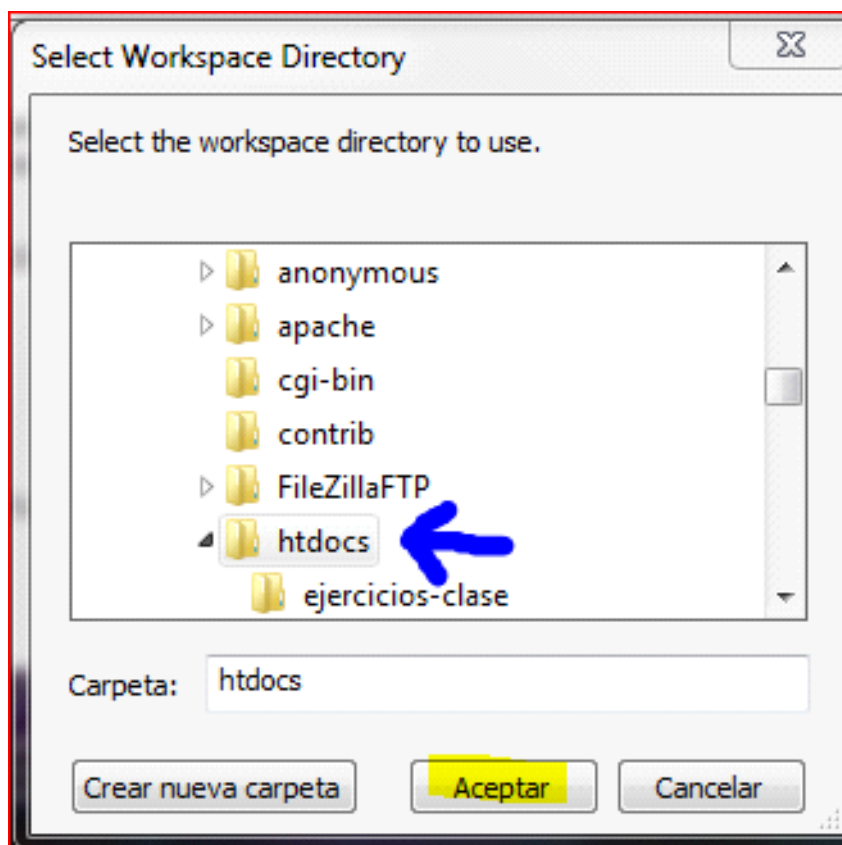 Select Workspace Directory
Select the workspace directory to use.
anonymous
apache
cgi-bin
contrib
FileZillaFTP
htdocs
ejercicios-clase
Carpeta: htdocs
Crear nueva carpeta Aceptar Cancelar